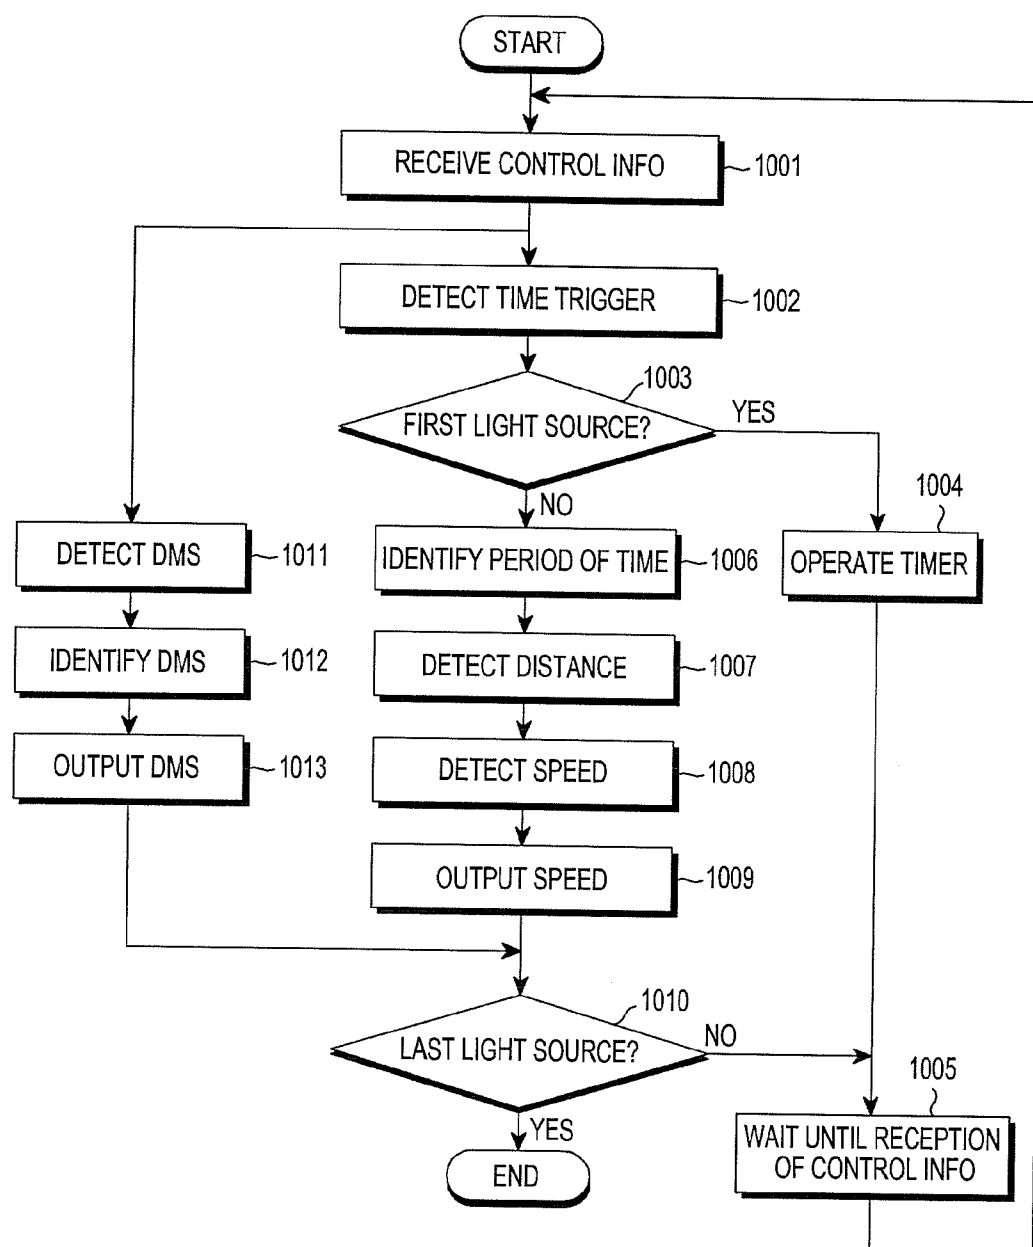 START
RECEIVE CONTROL INFO
1001
DETECT TIME TRIGGER
1002
1003
FIRST LIGHT SOURCE?
YES
NO
1004
OPERATE TIMER
DETECT DMS
1011
IDENTIFY PERIOD OF TIME
1006
IDENTIFY DMS
1012
DETECT DISTANCE
1007
OUTPUT DMS
1013
DETECT SPEED
1008
OUTPUT SPEED
1009
1010
LAST LIGHT SOURCE?
NO
YES
END
1005
WAIT UNTIL RECEPTION
OF CONTROL INFO